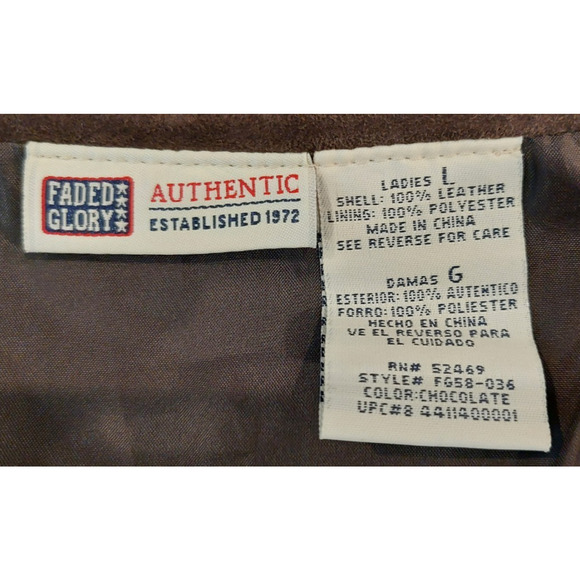 FADED
GLORY
AUTHENTIC
ESTABLISHED 1972
LADIES L
SHELL: 100% LEATHER
LINING: 100% POLYESTER
MADE IN CHINA
SEE REVERSE FOR CARE
DAMAS G
ESTERIOR: 100% AUTENTICO
FORRO: 100% POLIESTER
HECHO EN CHINA
VE EL REVERSO PARA
EL CUIDADO
RN# 52469
STYLE# FG58-036
COLOR:CHOCOLATE
UPC#8 4411400001